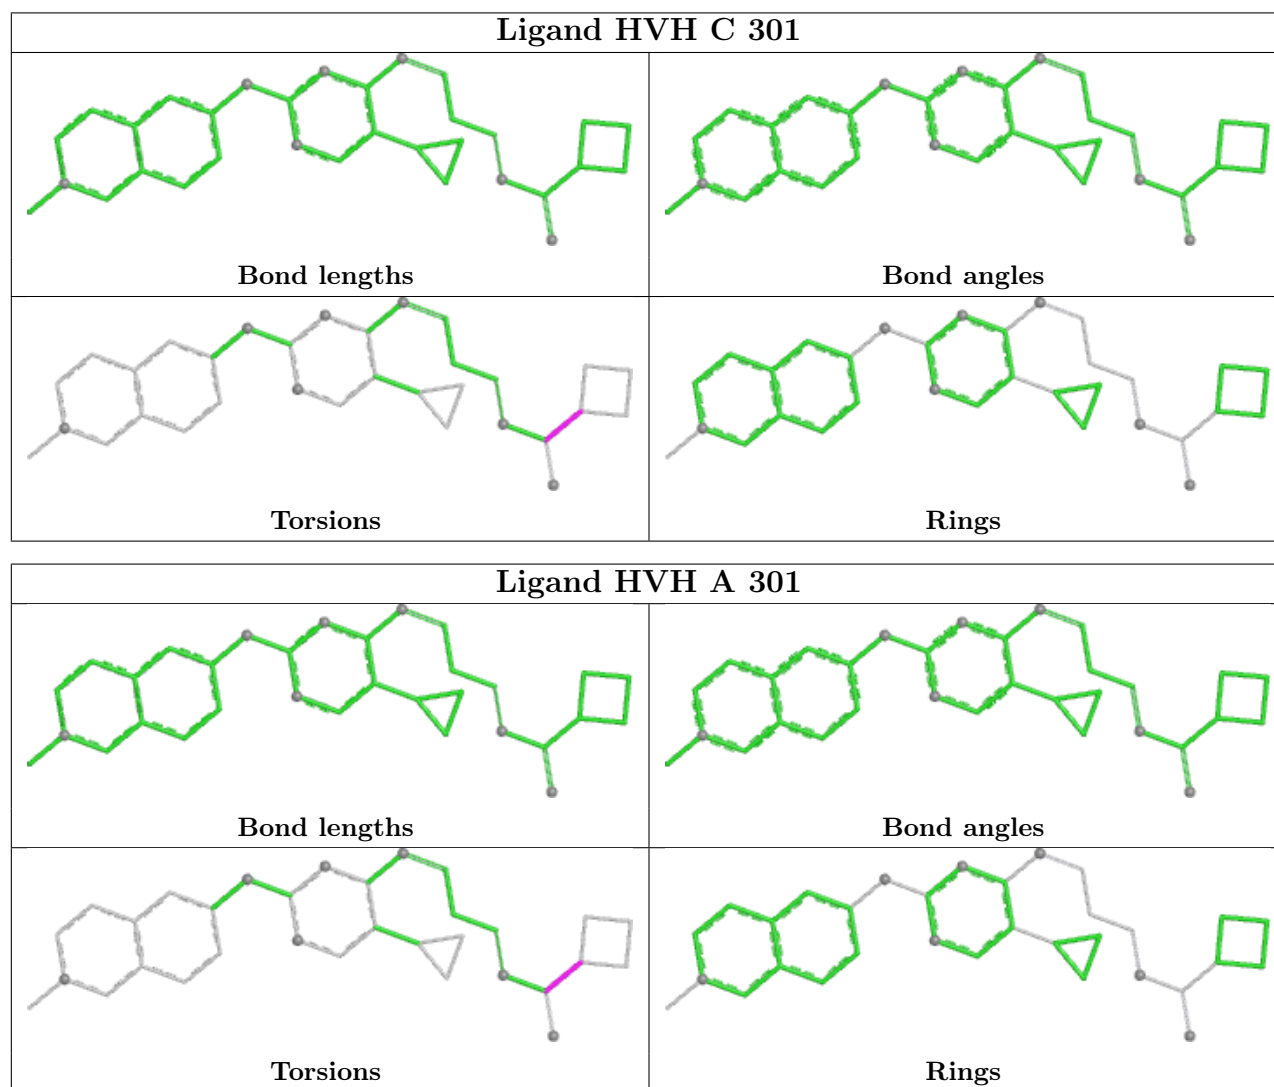 Ligand HVH C 301
Bond lengths
Bond angles
Torsions
Rings
Ligand HVH A 301
Bond lengths
Bond angles
Torsions
Rings